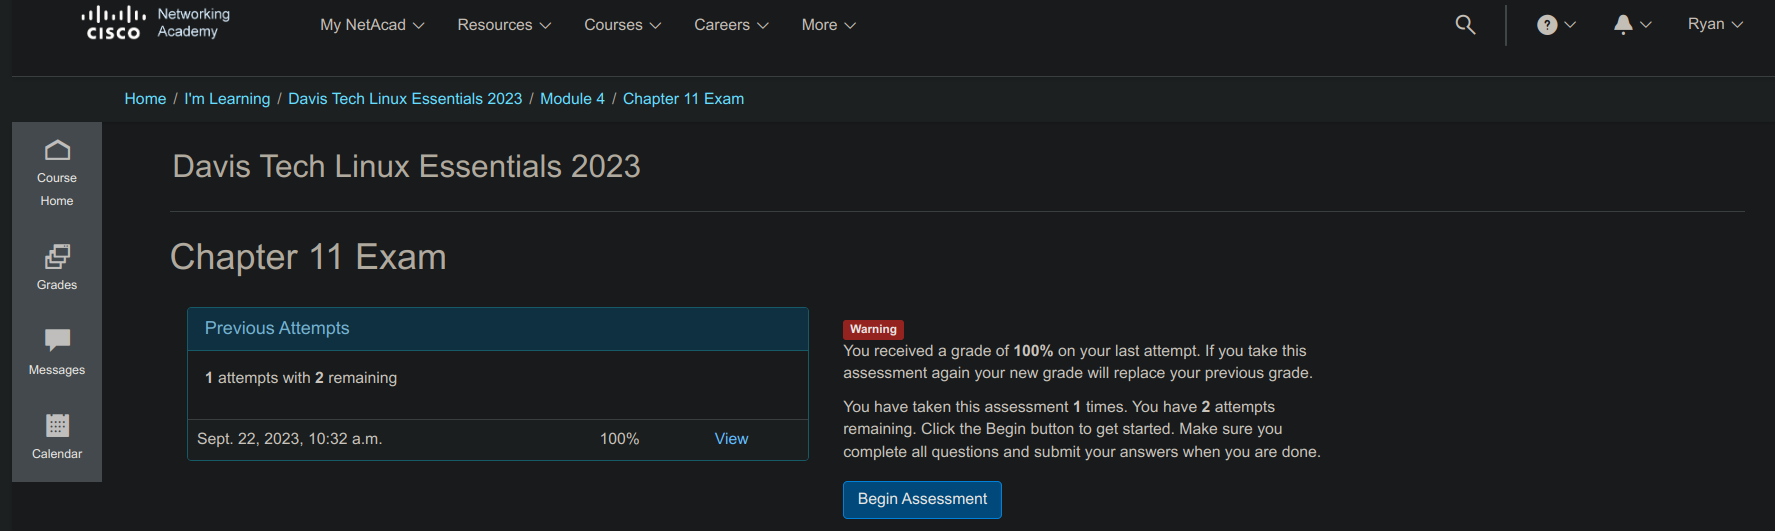 cisco Networking Academy
My NetAcad
Resources
Courses
Careers
More
?
Ryan
Home / I'm Learning / Davis Tech Linux Essentials 2023 / Module 4 / Chapter 11 Exam
Course
Home
Grades
Messages
Calendar
Davis Tech Linux Essentials 2023
Chapter 11 Exam
Previous Attempts
1 attempts with 2 remaining
Sept. 22, 2023, 10:32 a.m. 100% View
Warning
You received a grade of 100% on your last attempt. If you take this
assessment again your new grade will replace your previous grade.
You have taken this assessment 1 times. You have 2 attempts
remaining. Click the Begin button to get started. Make sure you
complete all questions and submit your answers when you are done.
Begin Assessment